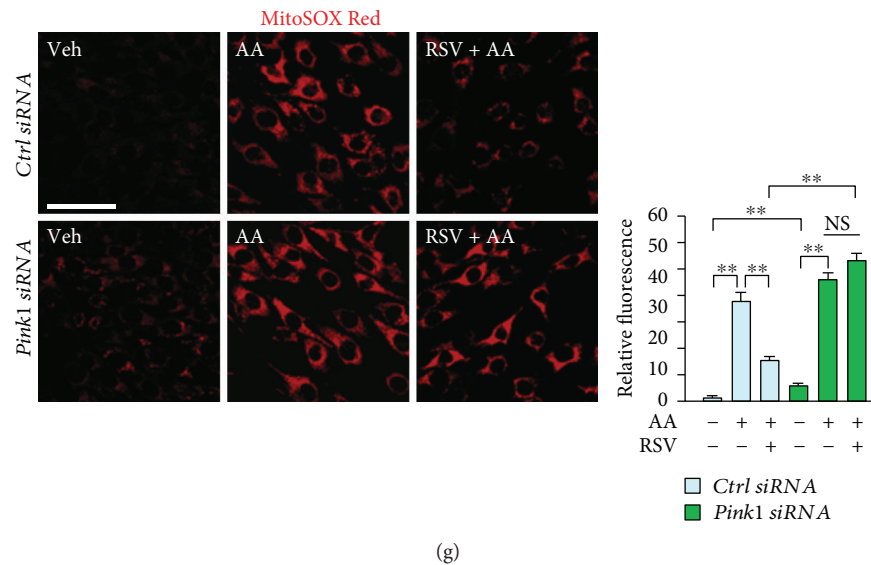 MitoSOX Red
Ctrl siRNA
Veh
AA
RSV + AA
Pink1 siRNA
Veh
AA
RSV + AA
Relative fluorescence
60
50
40
30
20
10
0
**
**
**
**
**
NS
AA − + + − + +
RSV − − + − − +
Ctrl siRNA
Pink1 siRNA
(g)